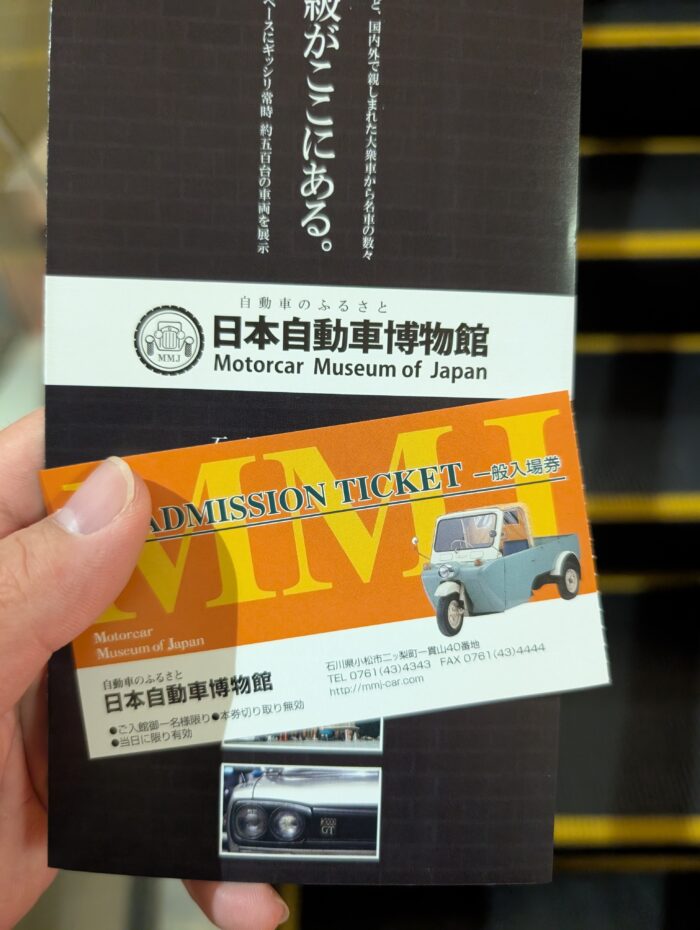 ど、国内外で親しまれた大衆車から名車の数々
級がここにある。
ペースにギッシリ常時 約五百台の車両を展示
自動車のふるさと
日本自動車博物館
Motorcar Museum of Japan
MMJ
MMJ
ADMISSION TICKET 一般入場券
Motorcar
Museum of Japan
自動車のふるさと
日本自動車博物館
●ご入館御一名様限り●本券切り取り無効
●当日に限り有効
石川県小松市二ッ梨町一貫山40番地
TEL 0761(43)4343 FAX 0761(43)4444
http://mmj-car.com
GT